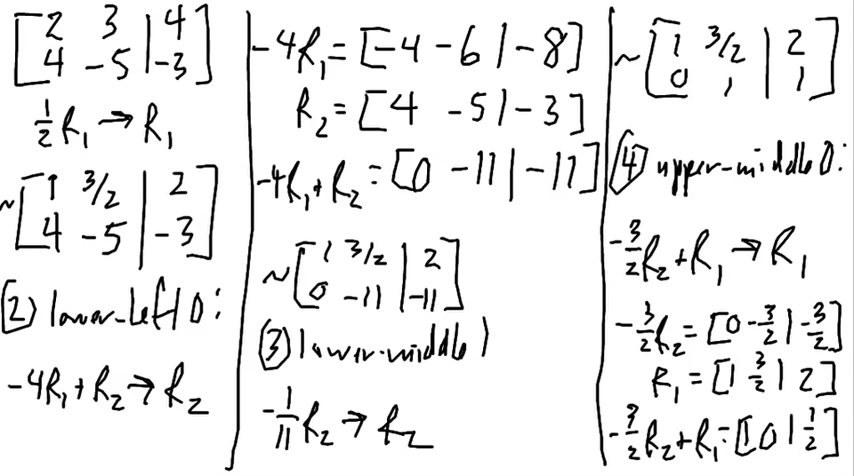 [2 3 | 4
4 -5 | -3]
1/2 R₁ → R₁
~[1 3/2 | 2
4 -5 | -3]
(2) lower-left 0:
-4R₁+R₂→R₂
-4R₁=[-4 -6 | -8]
R₂=[4 -5 | -3]
-4R₁+R₂=[0 -11 | -11]
~[1 3/2 | 2
0 -11 | -11]
(3) lower-middle 1
-1/11 R₂ → R₂
~[1 3/2 | 2
0 1 | 1]
(4) upper-middle 0:
-3/2 R₂+R₁ → R₁
-3/2 R₂=[0 -3/2 | -3/2]
R₁=[1 3/2 | 2]
-3/2 R₂+R₁=[1 0 | 1/2]